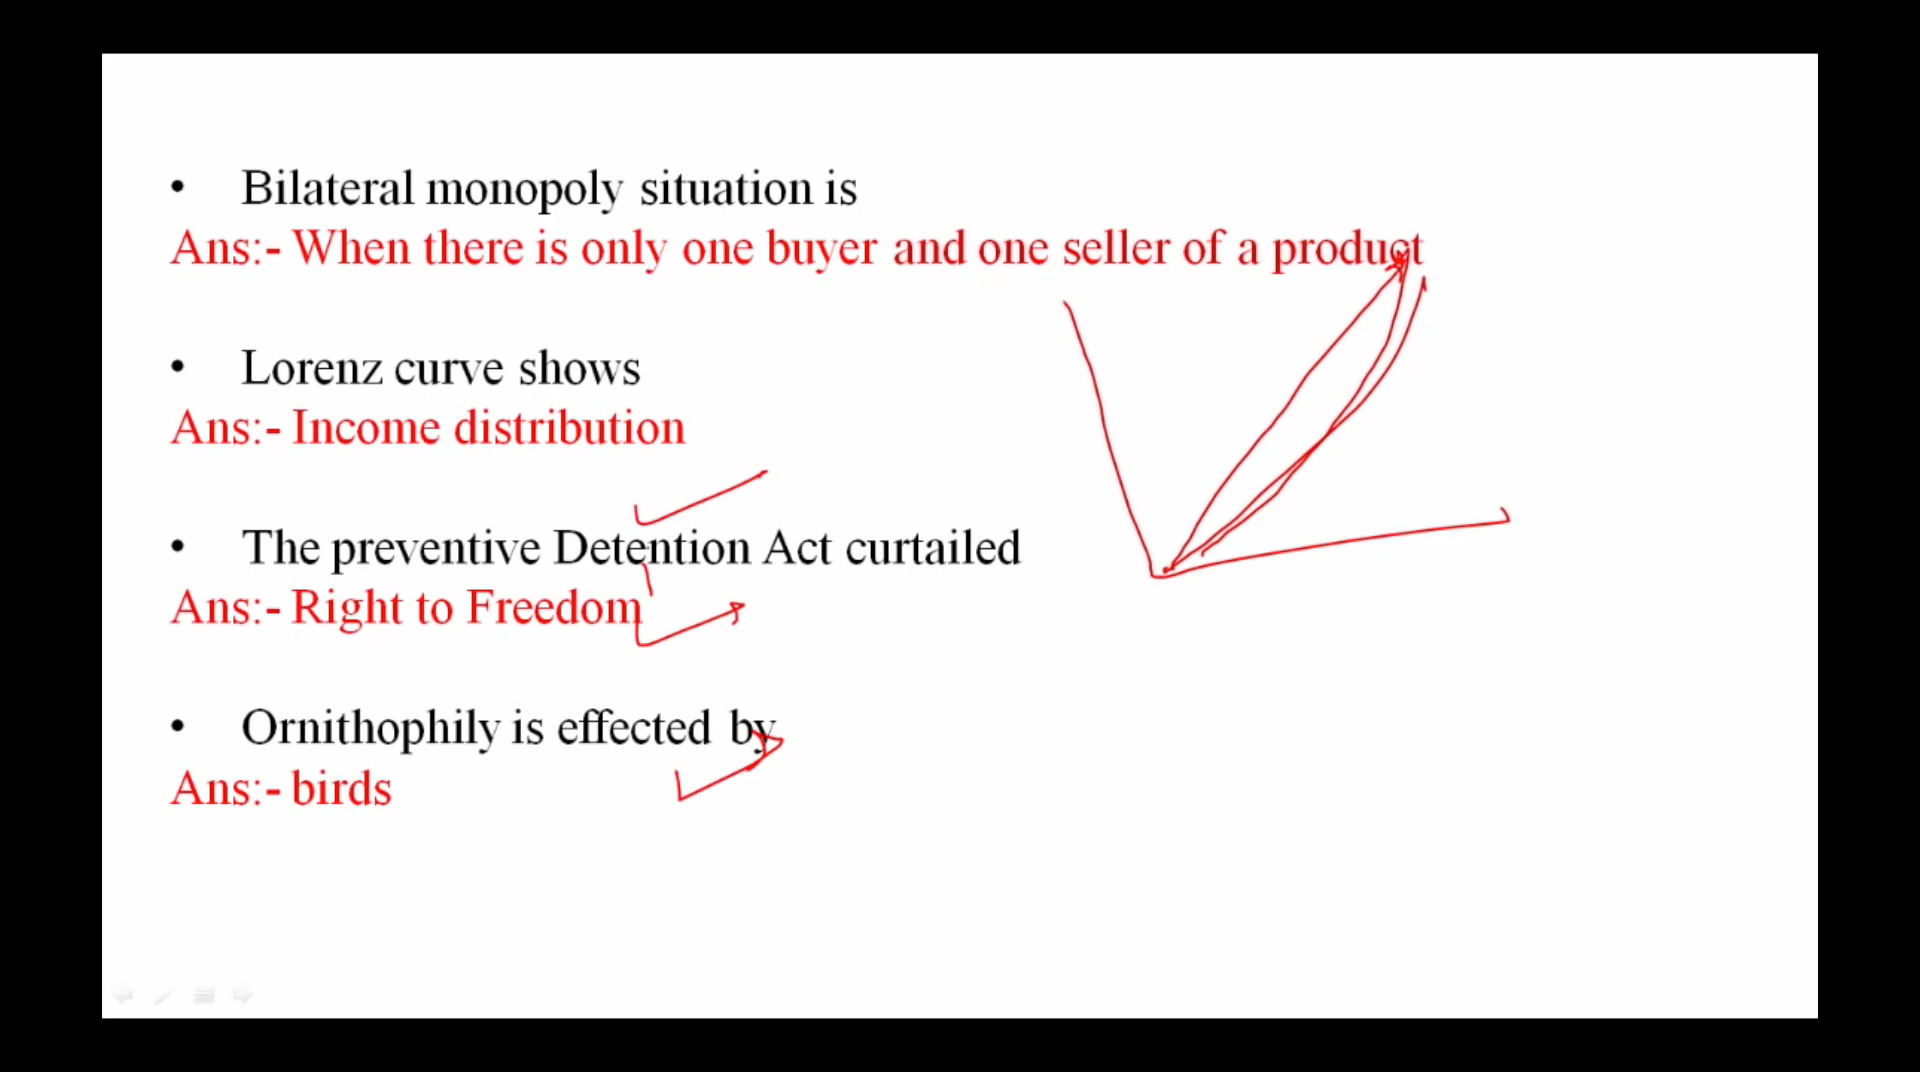 • Bilateral monopoly situation is
Ans:- When there is only one buyer and one seller of a product
• Lorenz curve shows
Ans:- Income distribution
• The preventive Detention Act curtailed
Ans:- Right to Freedom
• Ornithophily is effected by
Ans:- birds